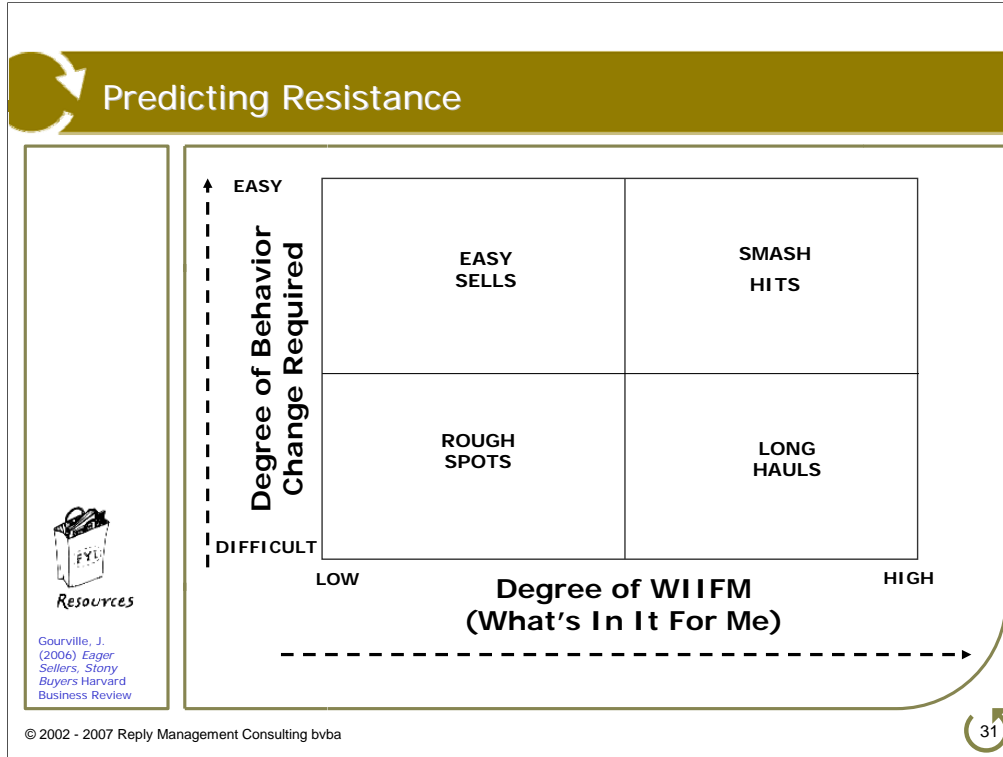 Predicting Resistance
EASY
Degree of Behavior
Change Required
DIFFICULT
EASY
SELLS
SMASH
HITS
ROUGH
SPOTS
LONG
HAULS
LOW
HIGH
Degree of WIIFM
(What's In It For Me)
FYI
Resources
Gourville, J.
(2006) Eager
Sellers, Stony
Buyers Harvard
Business Review
© 2002 - 2007 Reply Management Consulting bvba
31